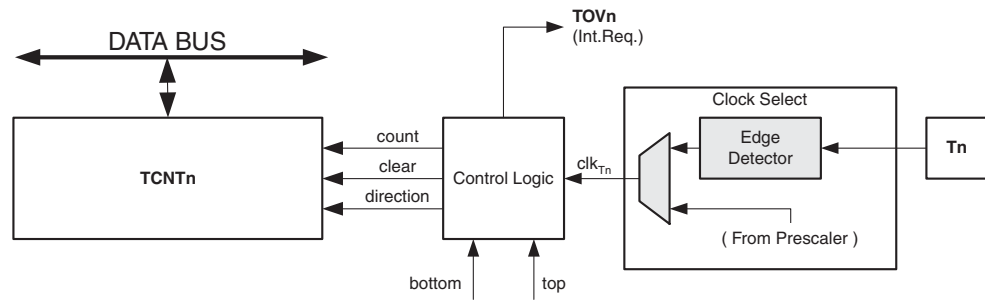 TOVn
(Int.Req.)
DATA BUS
Clock Select
count
Edge
Detector
Tn
TCNTn
clear
Control Logic
clkTn
direction
( From Prescaler )
bottom
top